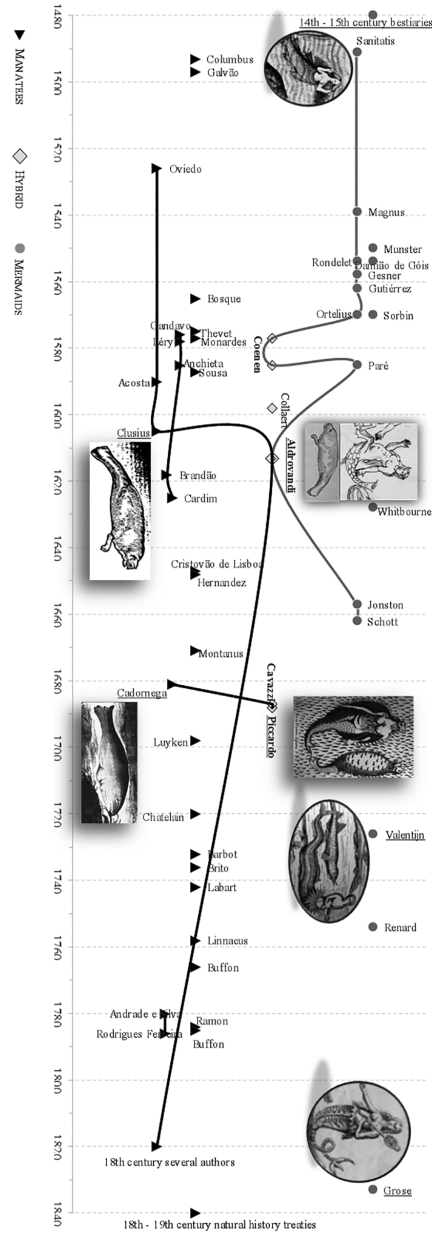 MANATEES
HYBRID
MERMAIDS
1480
1500
1520
1540
1560
1580
1600
1620
1640
1660
1680
1700
1720
1740
1760
1780
1800
1820
1840
14th - 15th century bestiaries
Sanitatis
Columbus
Galvão
Oviedo
Magnus
Munster
Rondelet
Damião de Góis
Gesner
Gutiérrez
Bosque
Ortelius
Sorbin
Gandavo
Thevet
Léry
Monardes
Coenen
Anchieta
Sousa
Paré
Acosta
Collaert
Clusius
Aldrovandi
Brandão
Cardim
Whitbourne
Cristovão de Lisboa
Hernandez
Jonston
Schott
Montanus
Cadornega
Cavazzi
Piccardo
Luyken
Chatelain
Valentijn
Barbot
Brito
Labart
Renard
Linnaeus
Buffon
Andrade e Silva
Ramon
Rodrigues Ferreira
Buffon
18th century several authors
Grose
18th - 19th century natural history treaties